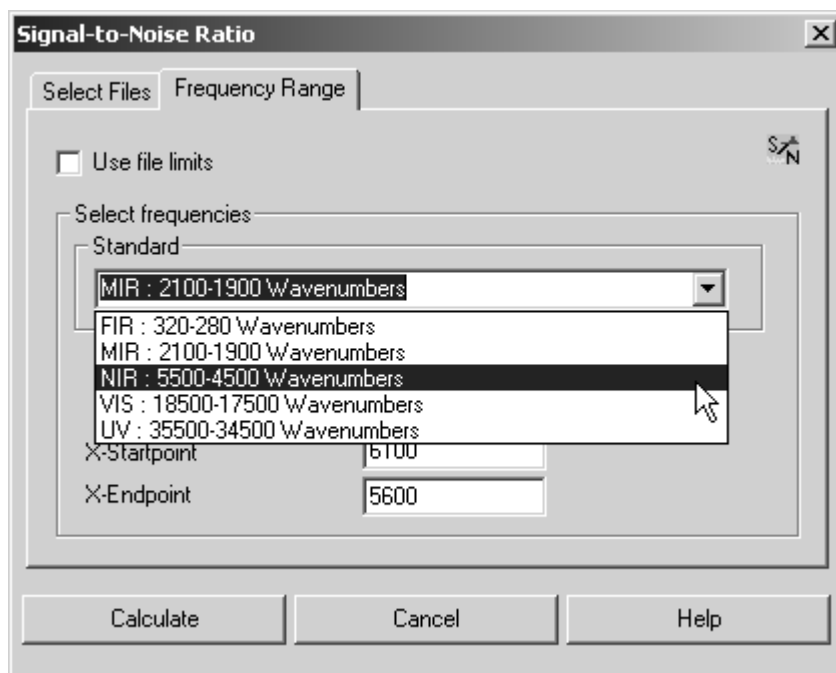 Signal-to-Noise Ratio
Select Files
Frequency Range
Use file limits
S/N
Select frequencies
Standard
MIR : 2100-1900 Wavenumbers
FIR : 320-280 Wavenumbers
MIR : 2100-1900 Wavenumbers
NIR : 5500-4500 Wavenumbers
VIS : 18500-17500 Wavenumbers
UV : 35500-34500 Wavenumbers
X-Startpoint 6100
X-Endpoint 5600
Calculate
Cancel
Help